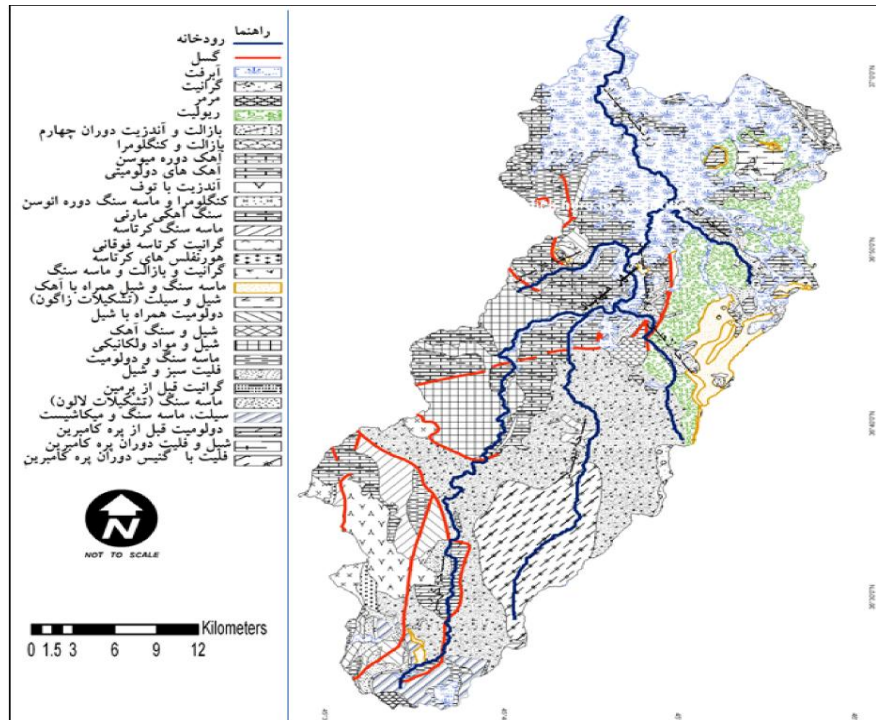 راهنما
رودخانه
گسل
آبرفت
گرانیت
مرمر
ریولیت
بازالت و آندزیت دوران چهارم
بازالت و کنگلومرا
آهک دوره میوسن
آهک های دولومیتی
آندزیت با توف
کنگلومرا و ماسه سنگ دوره ائوسن
سنگ آهکی مارنی
ماسه سنگ کرتاسه
گرانیت کرتاسه فوقانی
هورنفلس های کرتاسه
گرانیت و بازالت و ماسه سنگ
ماسه سنگ و شیل همراه با آهک
شیل و سیلت (تشکیلات زاگون)
دولومیت همراه با شیل
شیل و سنگ آهک
شیل و مواد ولکانیکی
ماسه سنگ و دولومیت
فلیت سبز و شیل
گرانیت قبل از پرمین
ماسه سنگ (تشکیلات لالون)
سیلت، ماسه سنگ و میکاشیست
دولومیت قبل از پره کامبرین
شیل و فلیت دوران پره کامبرین
فلیت با گنیس دوران پره کامبرین
N
NOT TO SCALE
Kilometers
0 1.5 3 6 9 12